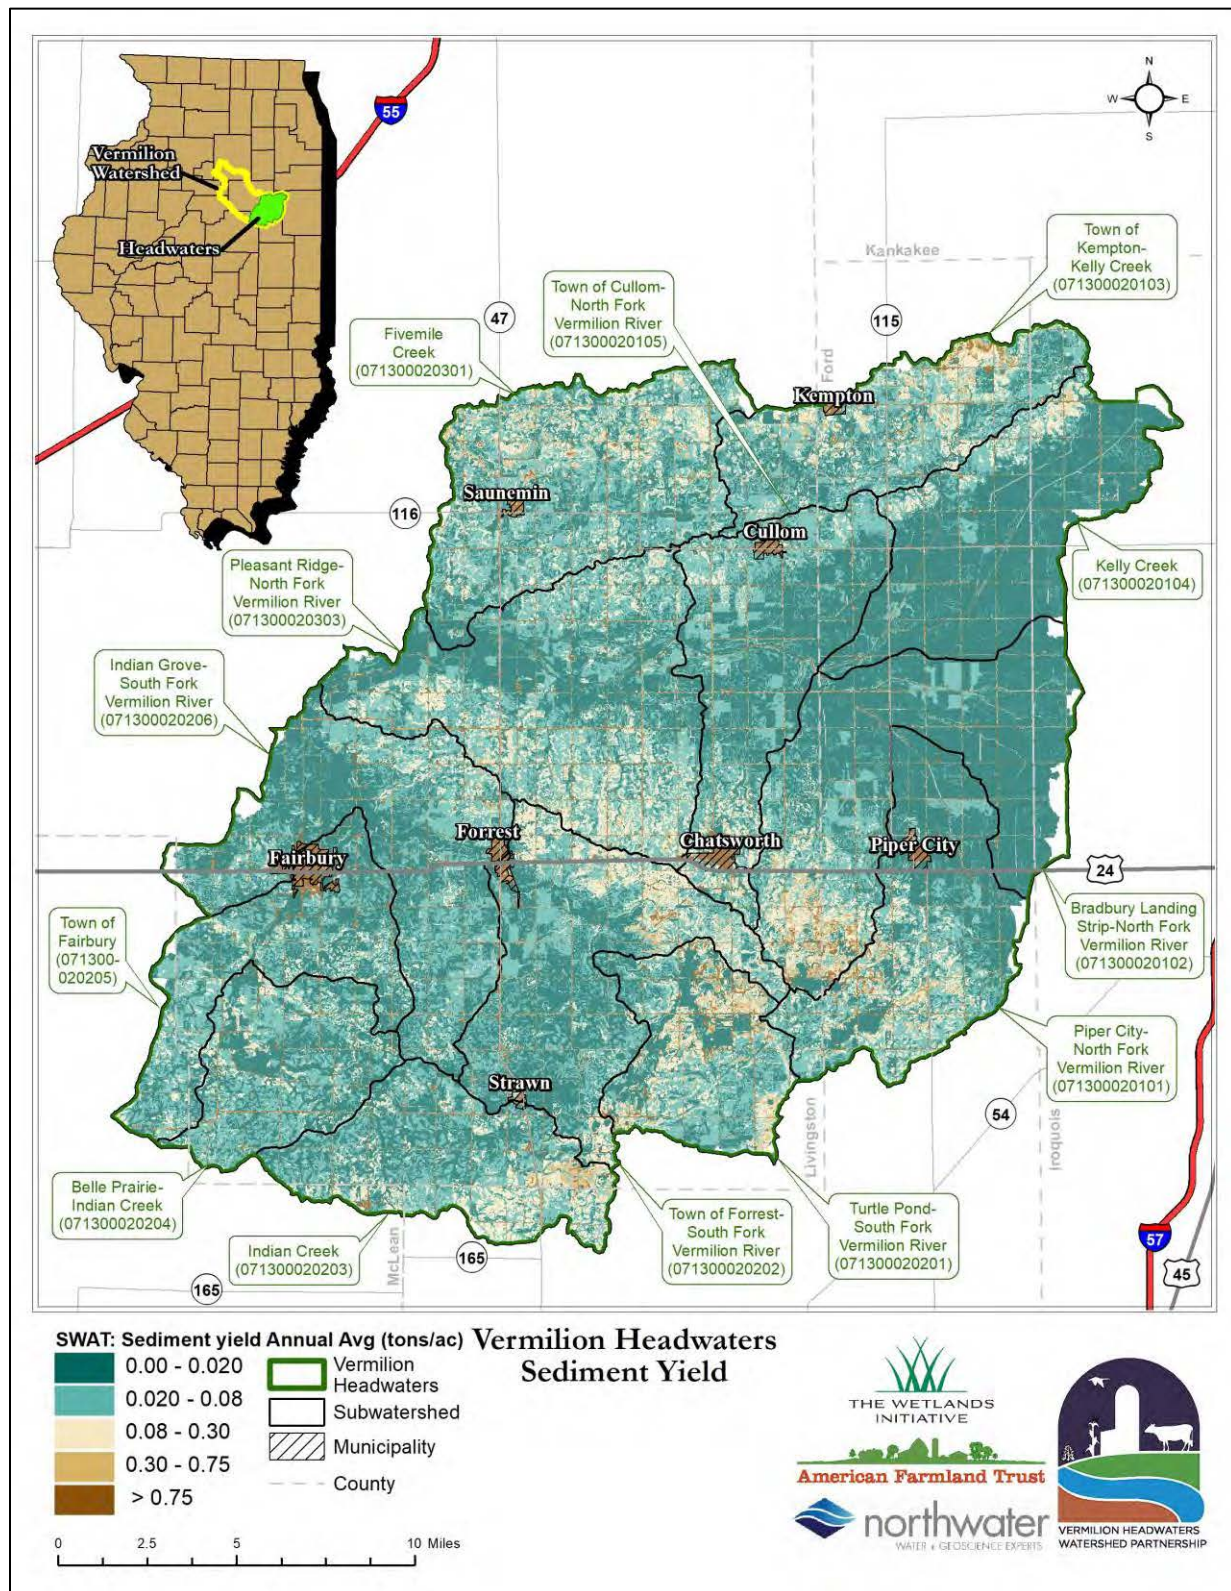 55
N
W
E
S
Vermilion
Watershed
Headwaters
Kankakee
Town of
Kempton-
Kelly Creek
(071300020103)
Town of Cullom-
North Fork
Vermilion River
(071300020105)
47
115
Fivemile
Creek
(071300020301)
Ford
Kempton
Saunemin
116
Cullom
Pleasant Ridge-
North Fork
Vermilion River
(071300020303)
Kelly Creek
(071300020104)
Indian Grove-
South Fork
Vermilion River
(071300020206)
Fairbury
Forrest
Chatsworth
Piper City
24
Town of
Fairbury
(071300-
020205)
Bradbury Landing
Strip-North Fork
Vermilion River
(071300020102)
Piper City-
North Fork
Vermilion River
(071300020101)
Strawn
54
Livingston
Iroquois
Belle Prairie-
Indian Creek
(071300020204)
Indian Creek
(071300020203)
McLean
165
165
Town of Forrest-
South Fork
Vermilion River
(071300020202)
Turtle Pond-
South Fork
Vermilion River
(071300020201)
57
45
SWAT: Sediment yield Annual Avg (tons/ac)
0.00 - 0.020
0.020 - 0.08
0.08 - 0.30
0.30 - 0.75
> 0.75
Vermilion
Headwaters
Subwatershed
Municipality
County
Vermilion Headwaters
Sediment Yield
0 2.5 5 10 Miles
THE WETLANDS
INITIATIVE
American Farmland Trust
northwater
WATER + GEOSCIENCE EXPERTS
VERMILION HEADWATERS
WATERSHED PARTNERSHIP